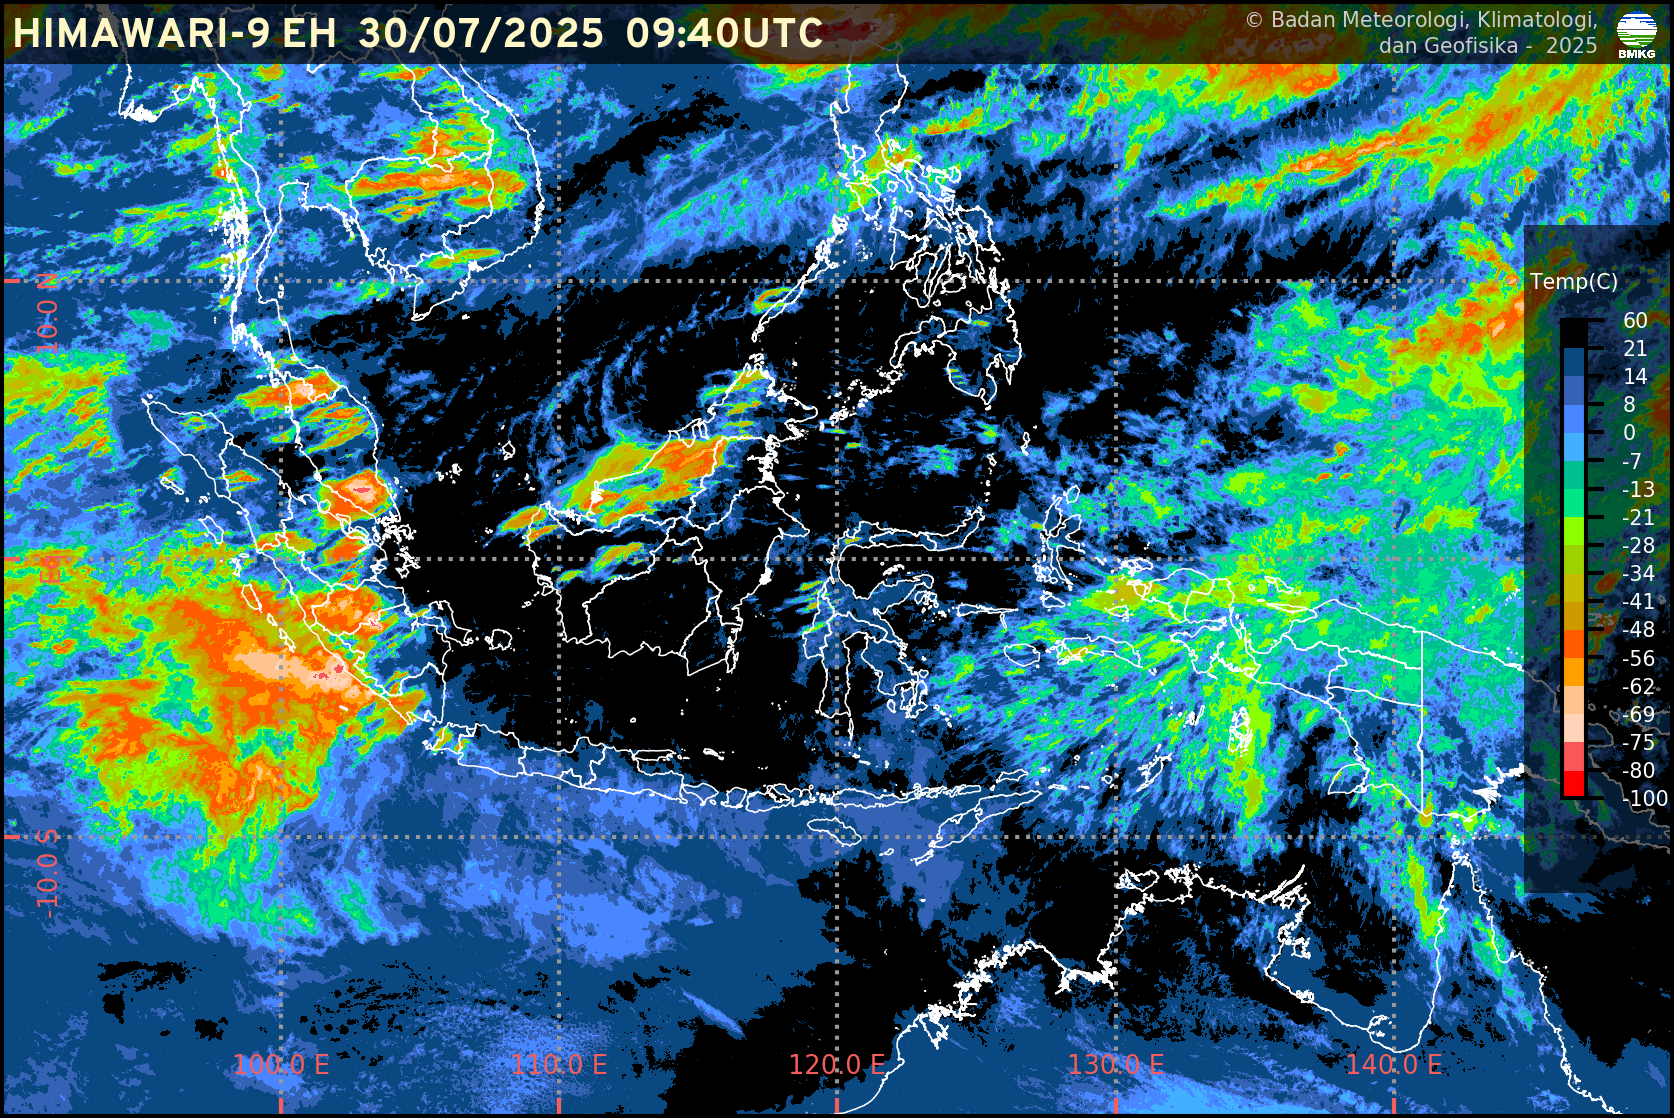 HIMAWARI-9 EH 30/07/2025 09:40UTC
© Badan Meteorologi, Klimatologi,
dan Geofisika - 2025
BMKG
10.0 N
EQ
-10.0 S
Temp(C)
60
21
14
8
0
-7
-13
-21
-28
-34
-41
-48
-56
-62
-69
-75
-80
-100
100.0 E
110.0 E
120.0 E
130.0 E
140.0 E